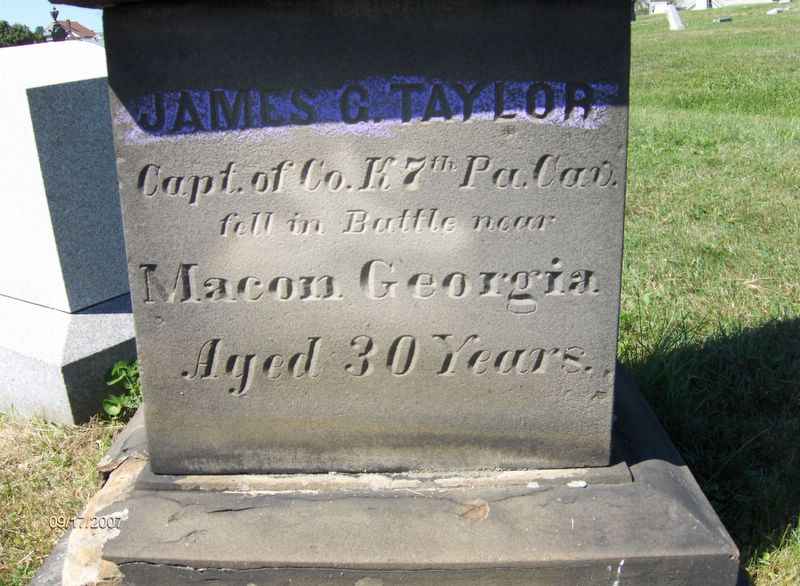 JAMES G. TAYLOR
Capt. of Co. K 7th Pa. Cav.
fell in Battle near
Macon Georgia
Aged 30 Years.
09/17/2007